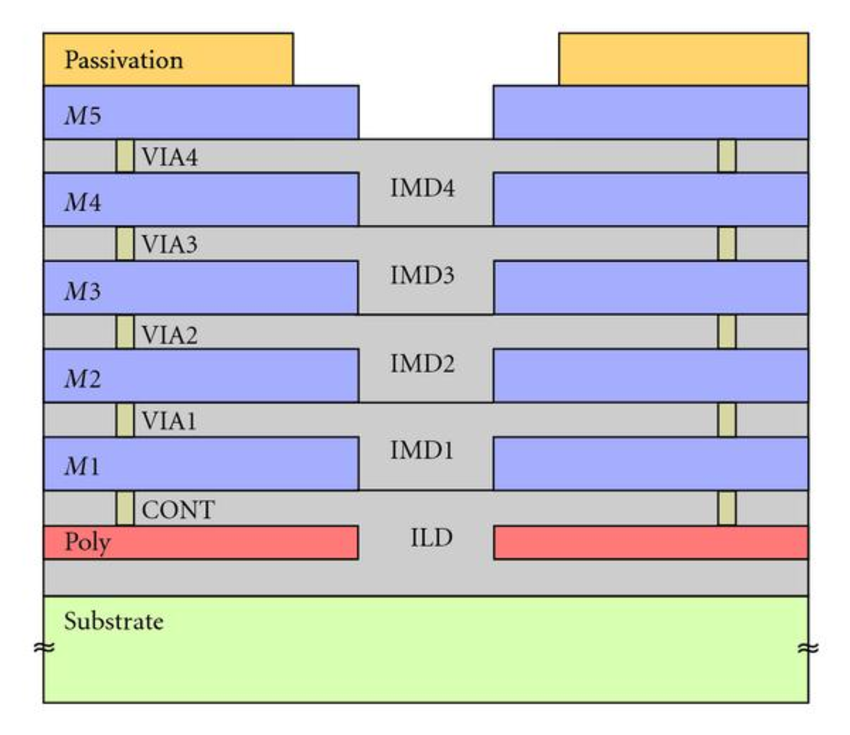 Passivation
M5
VIA4
IMD4
M4
VIA3
IMD3
M3
VIA2
IMD2
M2
VIA1
IMD1
M1
CONT
ILD
Poly
Substrate